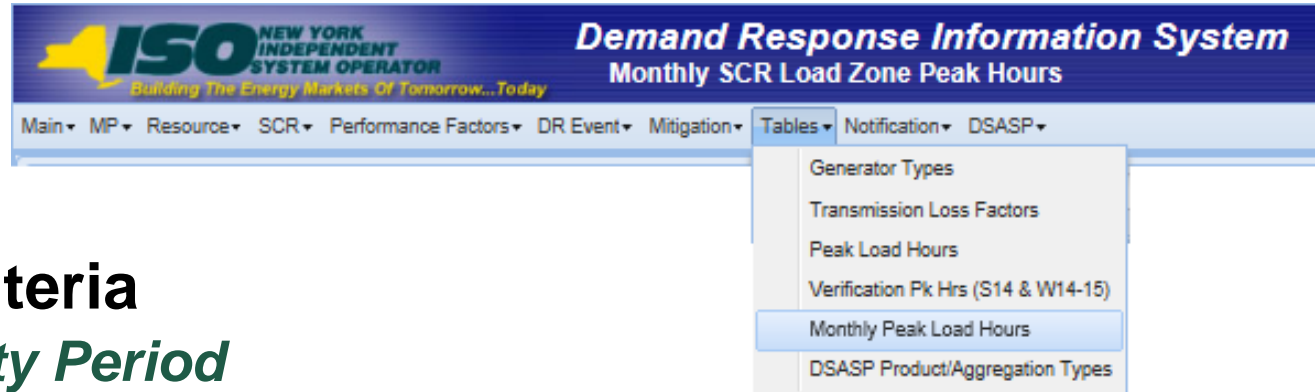 ISO NEW YORK
INDEPENDENT
SYSTEM OPERATOR
Building The Energy Markets Of Tomorrow...Today
Demand Response Information System
Monthly SCR Load Zone Peak Hours
Main MP Resource SCR Performance Factors DR Event Mitigation Tables Notification DSASP
Generator Types
Transmission Loss Factors
Peak Load Hours
Verification Pk Hrs (S14 & W14-15)
Monthly Peak Load Hours
DSASP Product/Aggregation Types
teria
ty Period